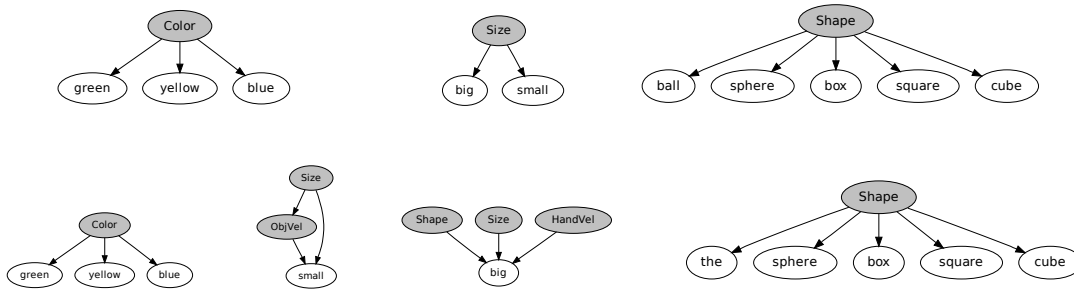 Color
green yellow blue
Size
big small
Shape
ball sphere box square cube
Color
green yellow blue
Size
ObjVel
small
Shape Size HandVel
big
Shape
the sphere box square cube